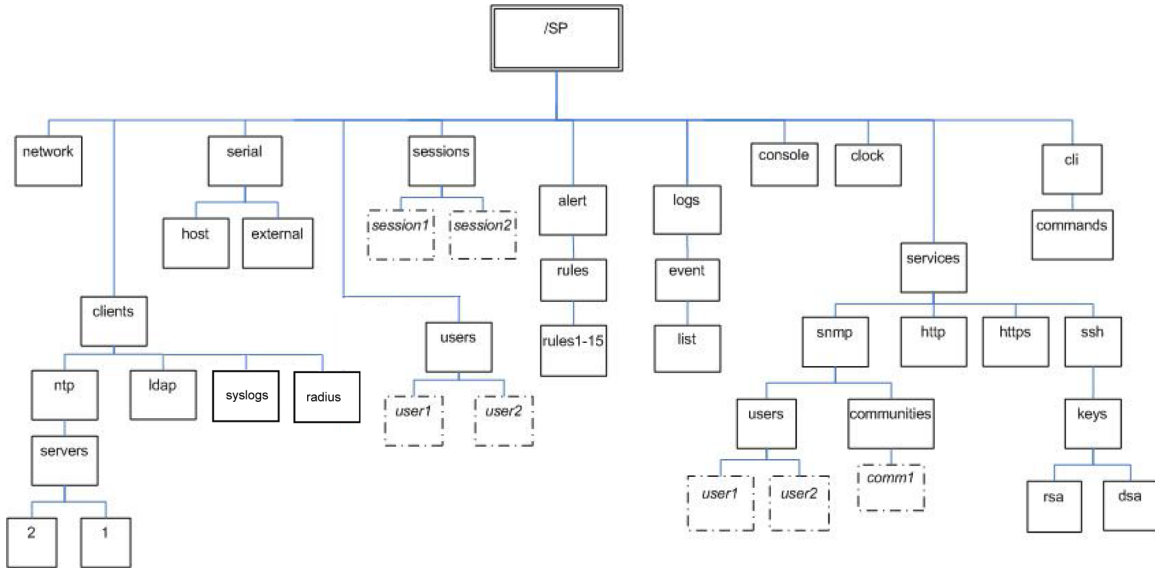 /SP
network
serial
sessions
console
clock
cli
alert
logs
session1
session2
host
external
commands
services
rules
event
clients
users
snmp
http
https
ssh
rules1-15
list
ntp
ldap
syslogs
radius
user1
user2
users
communities
keys
servers
user1
user2
comm1
rsa
dsa
2
1